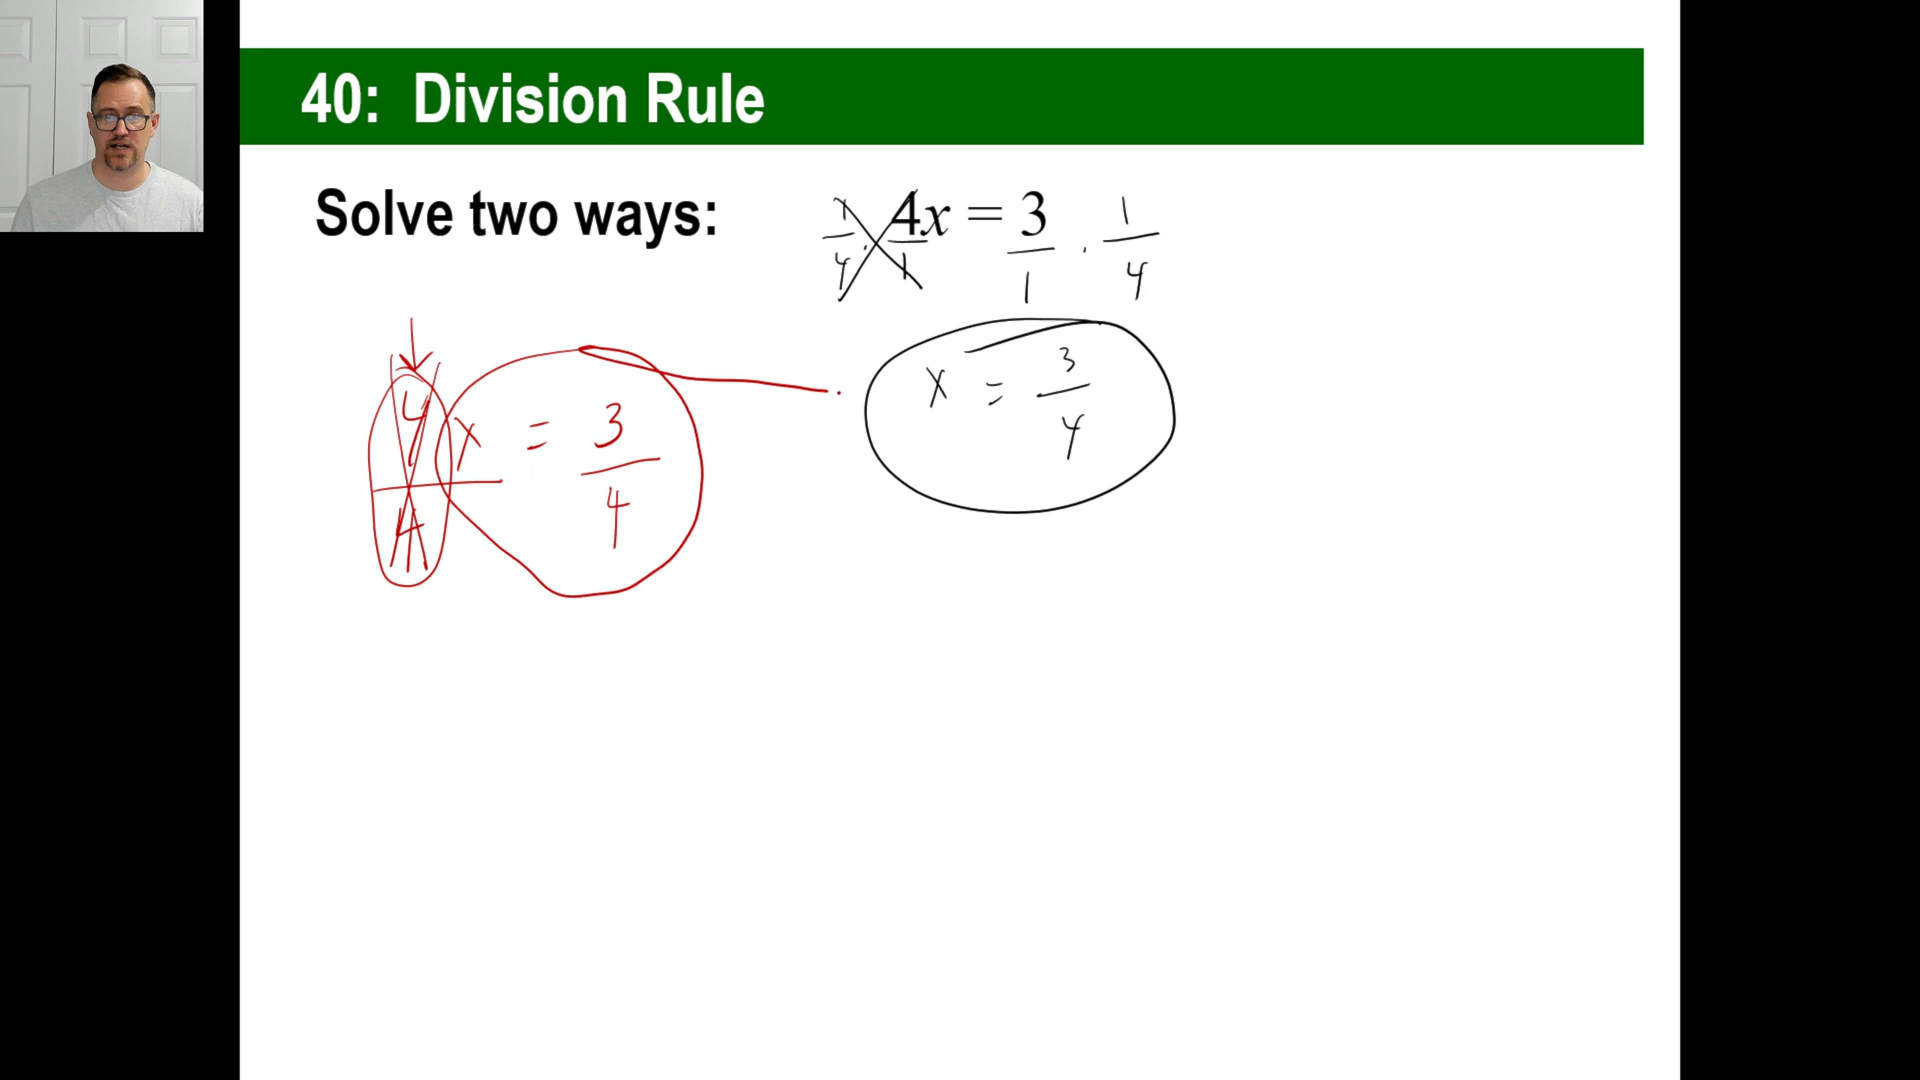 40: Division Rule
Solve two ways: 1/4 · 4x/1 = 3/1 · 1/4
x = 3/4
4x/4 = 3/4